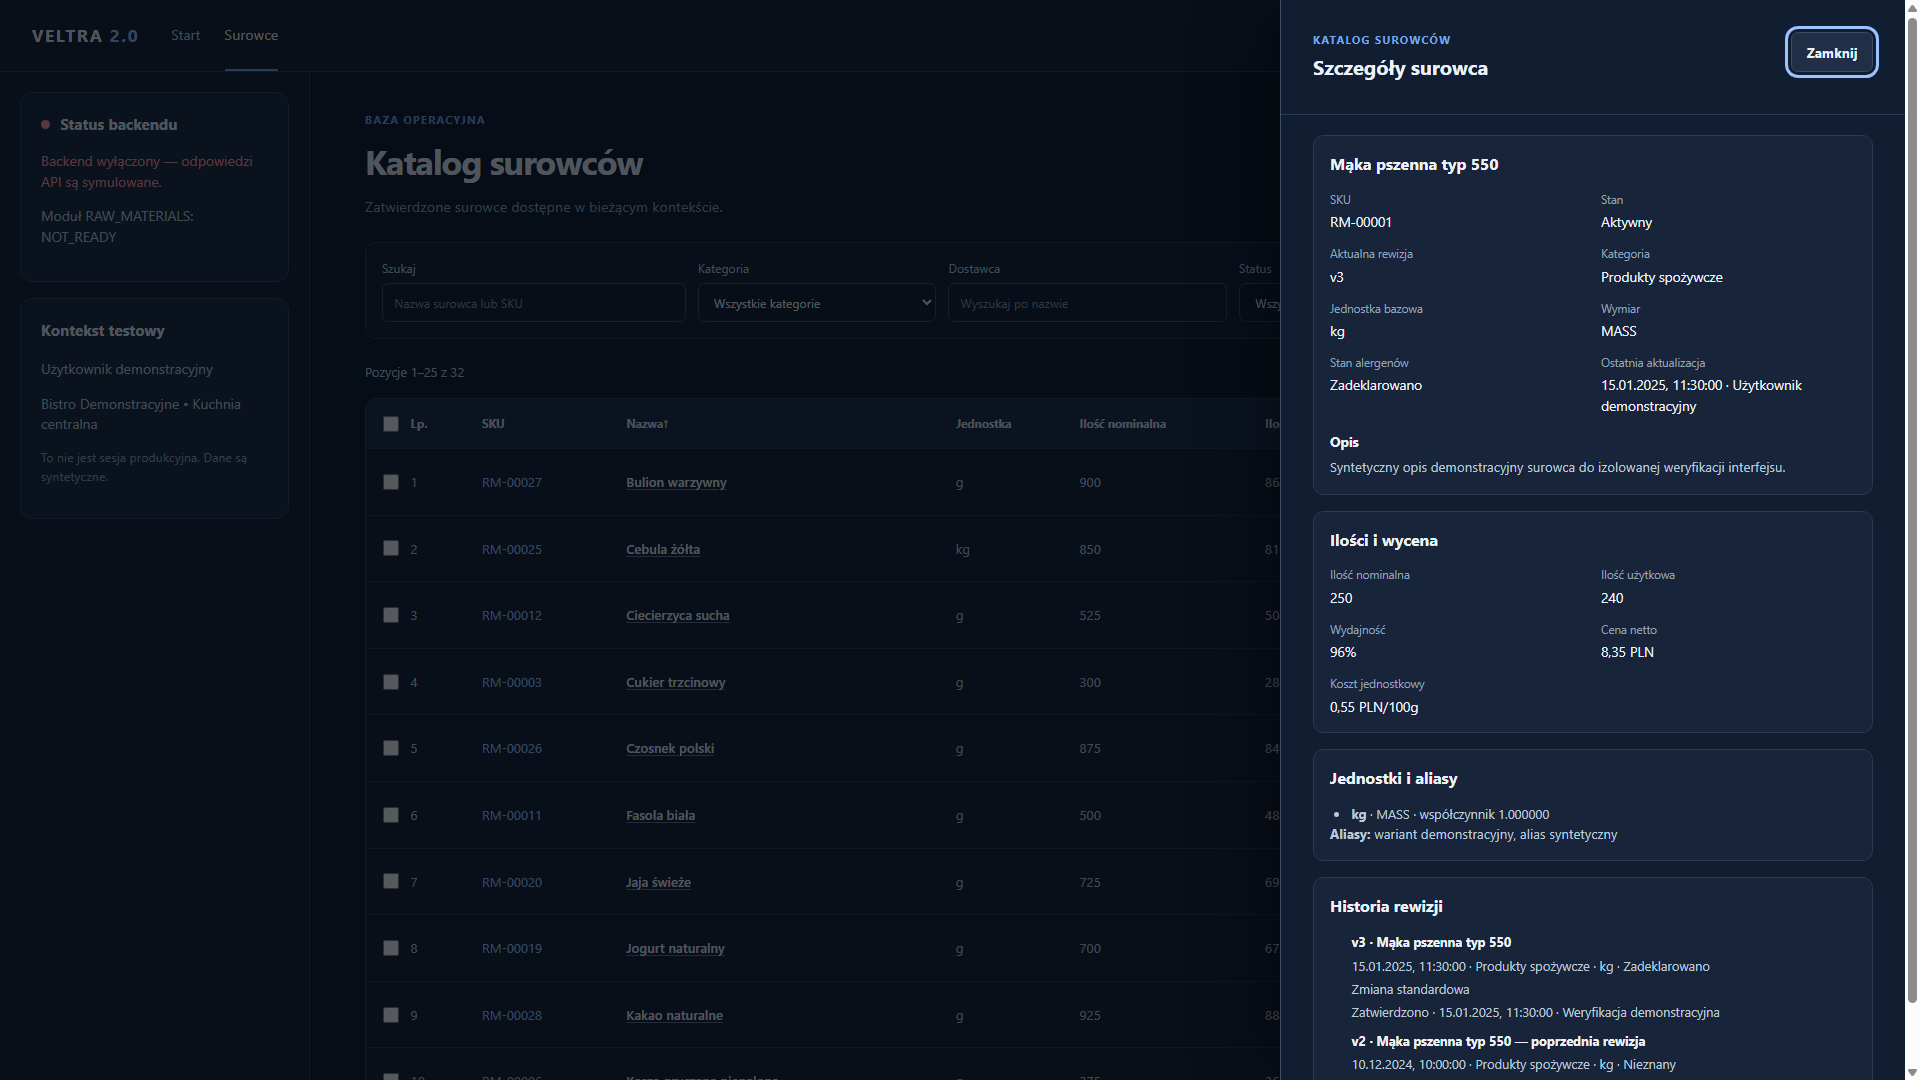 VELTRA 2.0
Start
Surowce
Status backendu
Backend wyłączony — odpowiedzi
API są symulowane.
Moduł RAW_MATERIALS:
NOT_READY
Kontekst testowy
Użytkownik demonstracyjny
Bistro Demonstracyjne • Kuchnia
centralna
To nie jest sesja produkcyjna. Dane są
syntetyczne.
BAZA OPERACYJNA
Katalog surowców
Zatwierdzone surowce dostępne w bieżącym kontekście.
Szukaj
Kategoria
Dostawca
Status
Nazwa surowca lub SKU
Wszystkie kategorie
Wyszukaj po nazwie
Wszy
Pozycje 1–25 z 32
Lp. SKU Nazwa↑ Jednostka Ilość nominalna Ilo
1 RM-00027 Bulion warzywny g 900 86
2 RM-00025 Cebula żółta kg 850 81
3 RM-00012 Ciecierzyca sucha g 525 50
4 RM-00003 Cukier trzcinowy g 300 28
5 RM-00026 Czosnek polski g 875 84
6 RM-00011 Fasola biała g 500 48
7 RM-00020 Jaja świeże g 725 69
8 RM-00019 Jogurt naturalny g 700 67
9 RM-00028 Kakao naturalne g 925 88
KATALOG SUROWCÓW
Szczegóły surowca
Zamknij
Mąka pszenna typ 550
SKU
RM-00001
Stan
Aktywny
Aktualna rewizja
v3
Kategoria
Produkty spożywcze
Jednostka bazowa
kg
Wymiar
MASS
Stan alergenów
Zadeklarowano
Ostatnia aktualizacja
15.01.2025, 11:30:00 · Użytkownik
demonstracyjny
Opis
Syntetyczny opis demonstracyjny surowca do izolowanej weryfikacji interfejsu.
Ilości i wycena
Ilość nominalna
250
Ilość użytkowa
240
Wydajność
96%
Cena netto
8,35 PLN
Koszt jednostkowy
0,55 PLN/100g
Jednostki i aliasy
• kg · MASS · współczynnik 1.000000
Aliasy: wariant demonstracyjny, alias syntetyczny
Historia rewizji
v3 · Mąka pszenna typ 550
15.01.2025, 11:30:00 · Produkty spożywcze · kg · Zadeklarowano
Zmiana standardowa
Zatwierdzono · 15.01.2025, 11:30:00 · Weryfikacja demonstracyjna
v2 · Mąka pszenna typ 550 — poprzednia rewizja
10.12.2024, 10:00:00 · Produkty spożywcze · kg · Nieznany